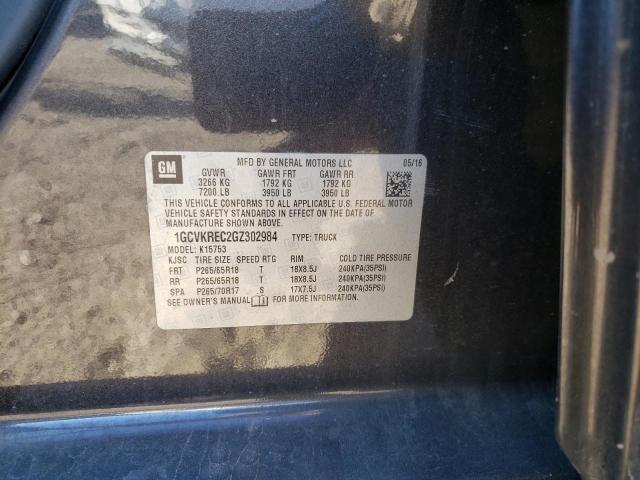 GM
MFD BY GENERAL MOTORS LLC 05/16
GVWR GAWR FRT GAWR RR
3266 KG 1792 KG 1792 KG
7200 LB 3950 LB 3950 LB
THIS VEHICLE CONFORMS TO ALL APPLICABLE U.S. FEDERAL MOTOR
VEHICLE SAFETY STANDARDS IN EFFECT ON THE DATE OF
MANUFACTURE SHOWN ABOVE.
1GCVKREC2GZ302984 TYPE: TRUCK
MODEL: K15753
KJSC TIRE SIZE SPEED RTG RIM COLD TIRE PRESSURE
FRT P265/65R18 T 18X8.5J 240KPA(35PSI)
RR P265/65R18 T 18X8.5J 240KPA(35PSI)
SPA P265/70R17 S 17X7.5J 240KPA(35PSI)
SEE OWNER'S MANUAL FOR MORE INFORMATION.